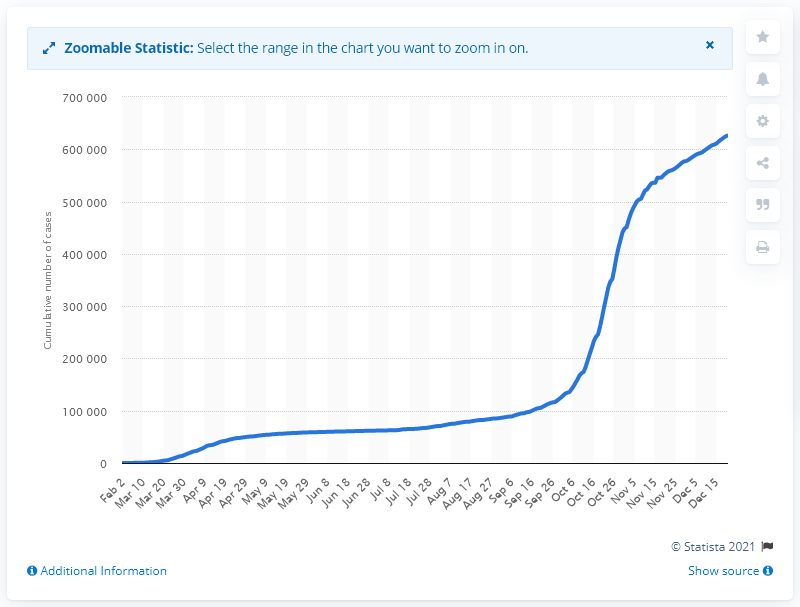 Zoomable Statistic: Select the range in the chart you want to zoom in on.
700 000
600 000
500 000
400 000
300 000
200 000
100 000
0
Cumulative number of cases
Feb 2
Mar 10
Mar 20
Mar 30
Apr 9
Apr 19
Apr 29
May 9
May 19
May 29
Jun 8
Jun 18
Jun 28
Jul 8
Jul 18
Jul 28
Aug 7
Aug 17
Aug 27
Sep 6
Sep 16
Sep 26
Oct 6
Oct 16
Oct 26
Nov 5
Nov 15
Nov 25
Dec 5
Dec 15
© Statista 2021
Additional Information
Show source